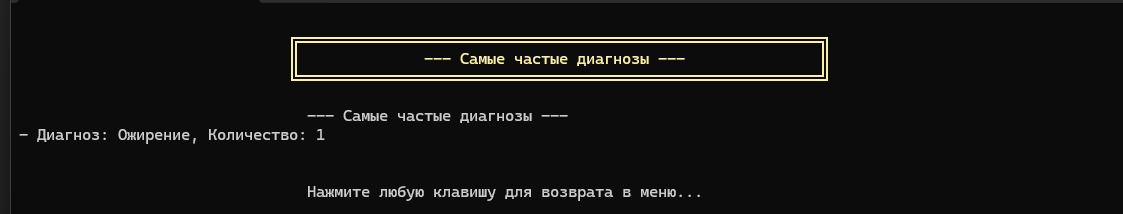 --- Самые частые диагнозы ---
--- Самые частые диагнозы ---
- Диагноз: Ожирение, Количество: 1
Нажмите любую клавишу для возврата в меню...